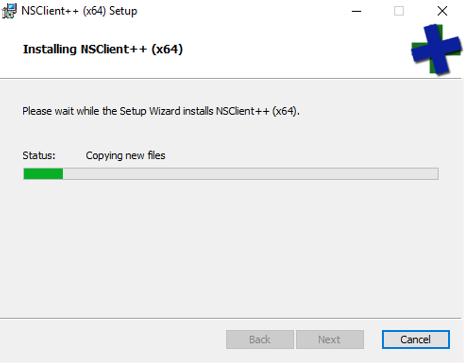 NSClient++ (x64) Setup
Installing NSClient++ (x64)
Please wait while the Setup Wizard installs NSClient++ (x64).
Status: Copying new files
Back Next Cancel